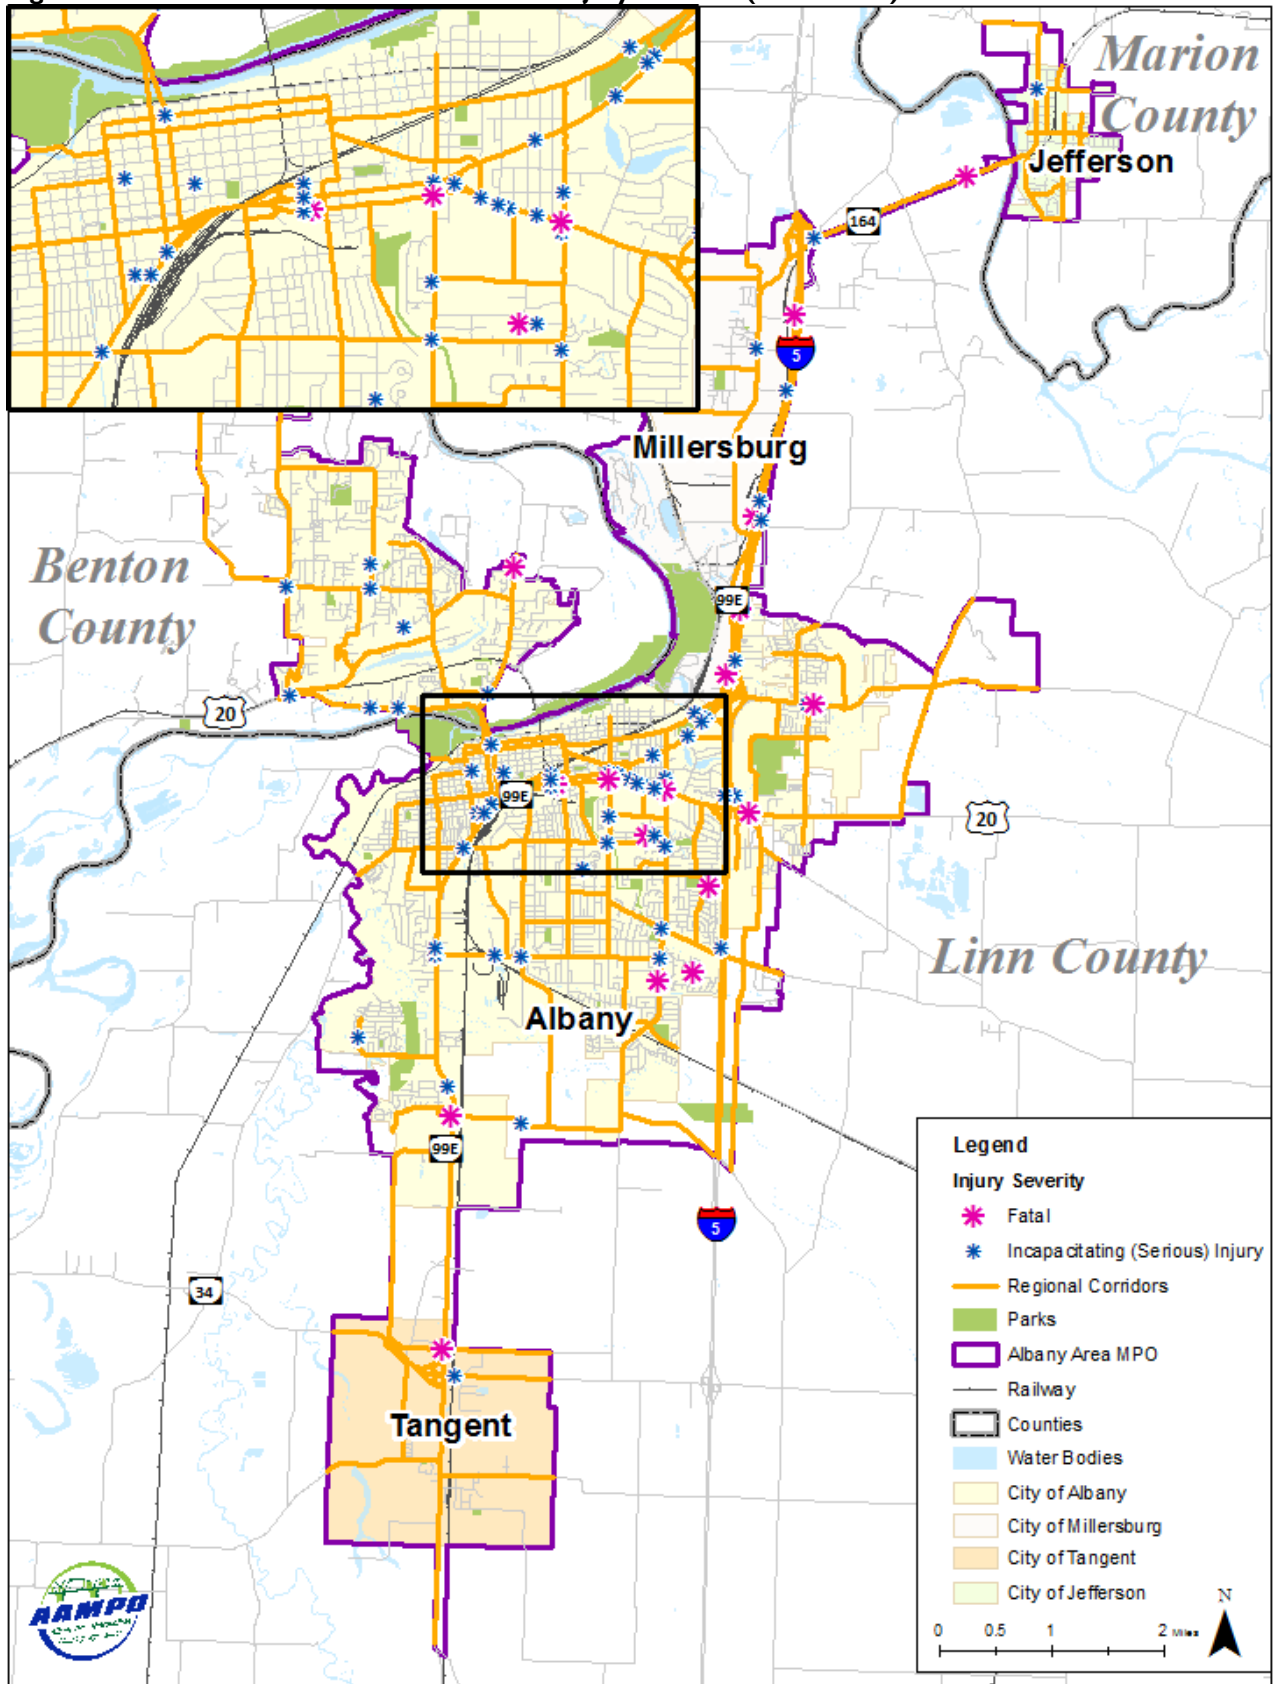 Marion
County
Jefferson
164
5
Millersburg
Benton
County
99E
20
99E
20
Linn County
Albany
99E
5
34
Tangent
Legend
Injury Severity
Fatal
Incapacitating (Serious) Injury
Regional Corridors
Parks
Albany Area MPO
Railway
Counties
Water Bodies
City of Albany
City of Millersburg
City of Tangent
City of Jefferson
N
0 0.5 1 2 Miles
AAMPO